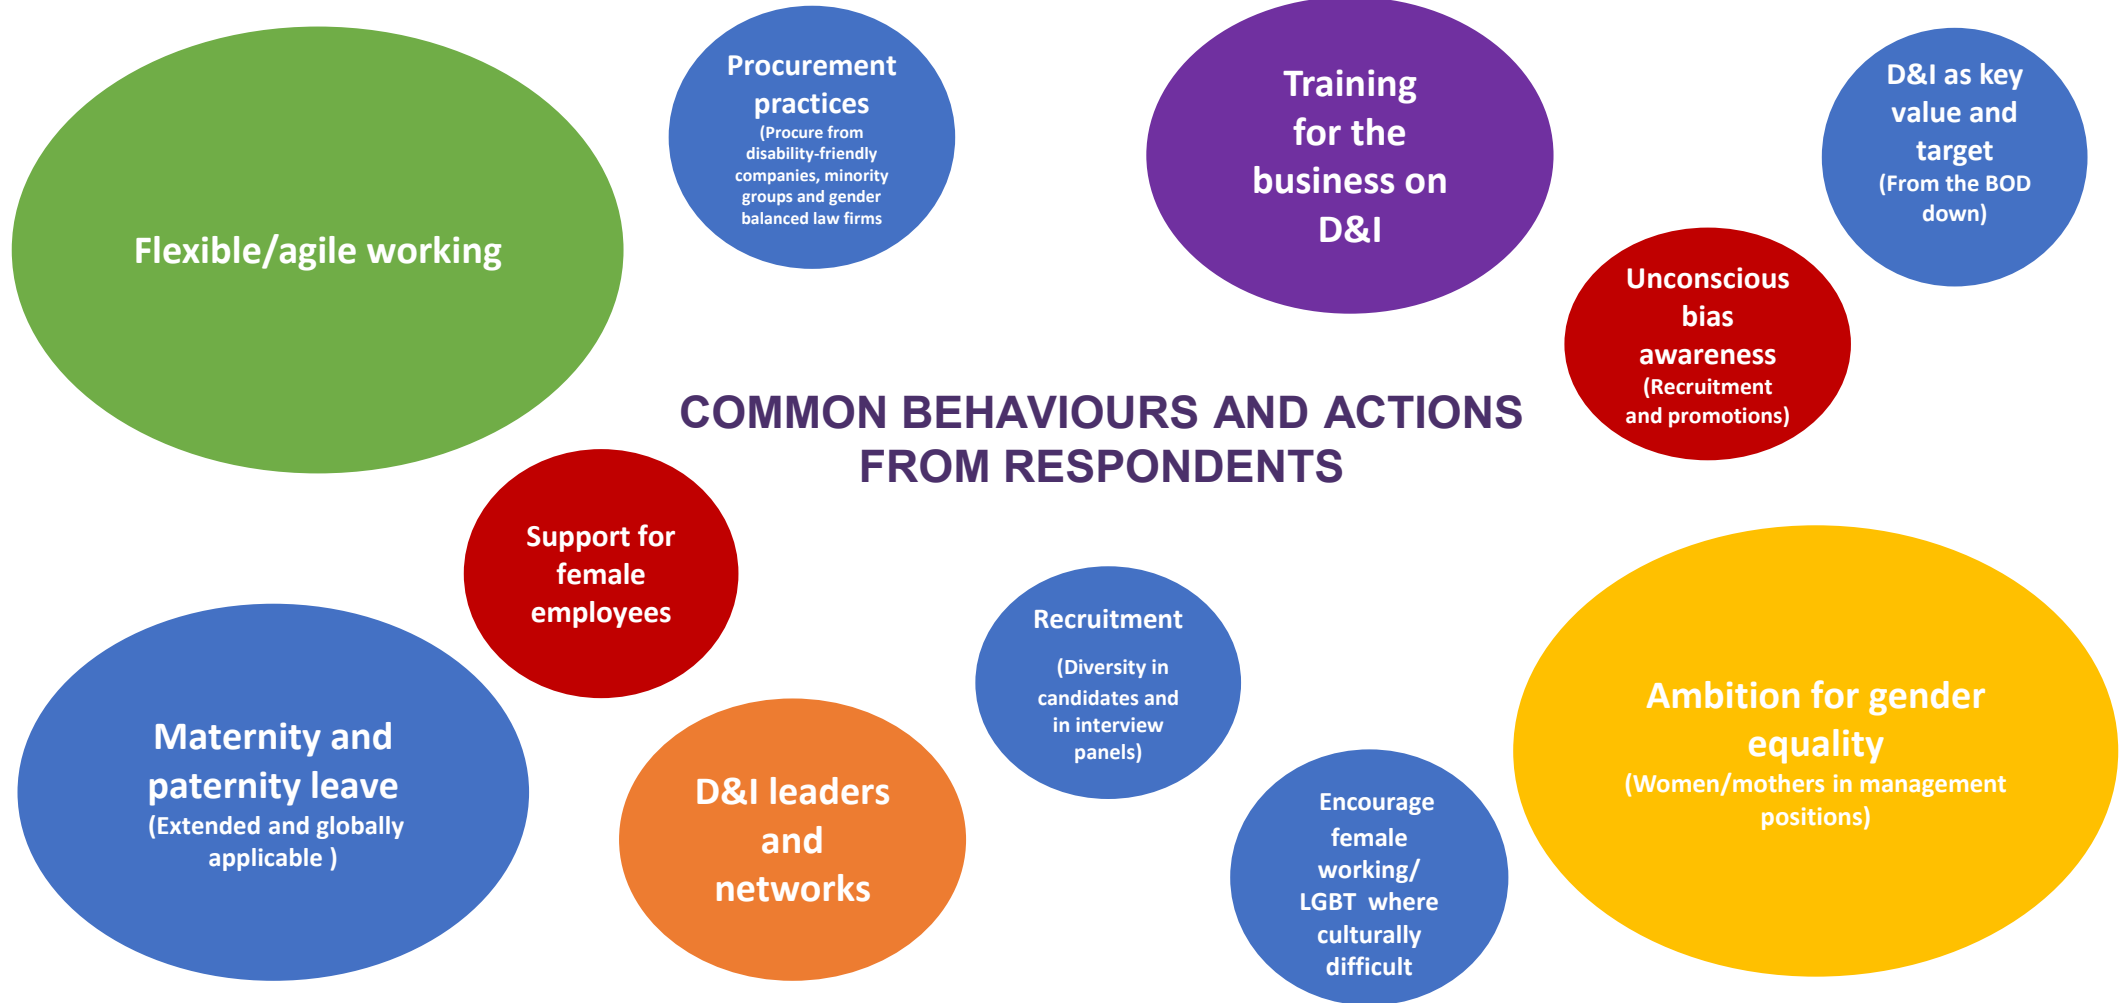 Flexible/agile working
Procurement
practices
(Procure from
disability-friendly
companies, minority
groups and gender
balanced law firms
Training
for the
business on
D&I
D&I as key
value and
target
(From the BOD
down)
Unconscious
bias
awareness
(Recruitment
and promotions)
COMMON BEHAVIOURS AND ACTIONS
FROM RESPONDENTS
Support for
female
employees
Maternity and
paternity leave
(Extended and globally
applicable )
D&I leaders
and
networks
Recruitment
(Diversity in
candidates and
in interview
panels)
Encourage
female
working/
LGBT where
culturally
difficult
Ambition for gender
equality
(Women/mothers in management
positions)